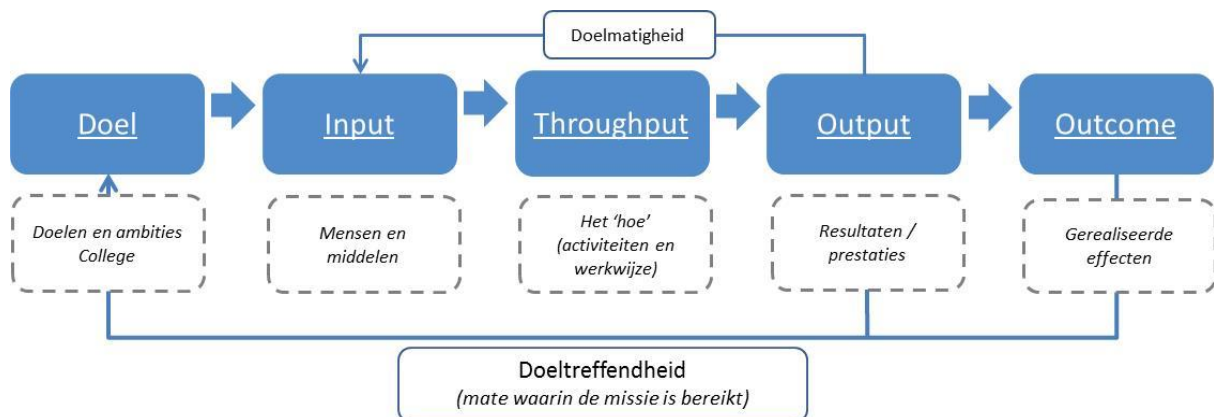 Doelmatigheid
Doel
Input
Throughput
Output
Outcome
Doelen en ambities
College
Mensen en
middelen
Het ‘hoe’
(activiteiten en
werkwijze)
Resultaten /
prestaties
Gerealiseerde
effecten
Doeltreffendheid
(mate waarin de missie is bereikt)